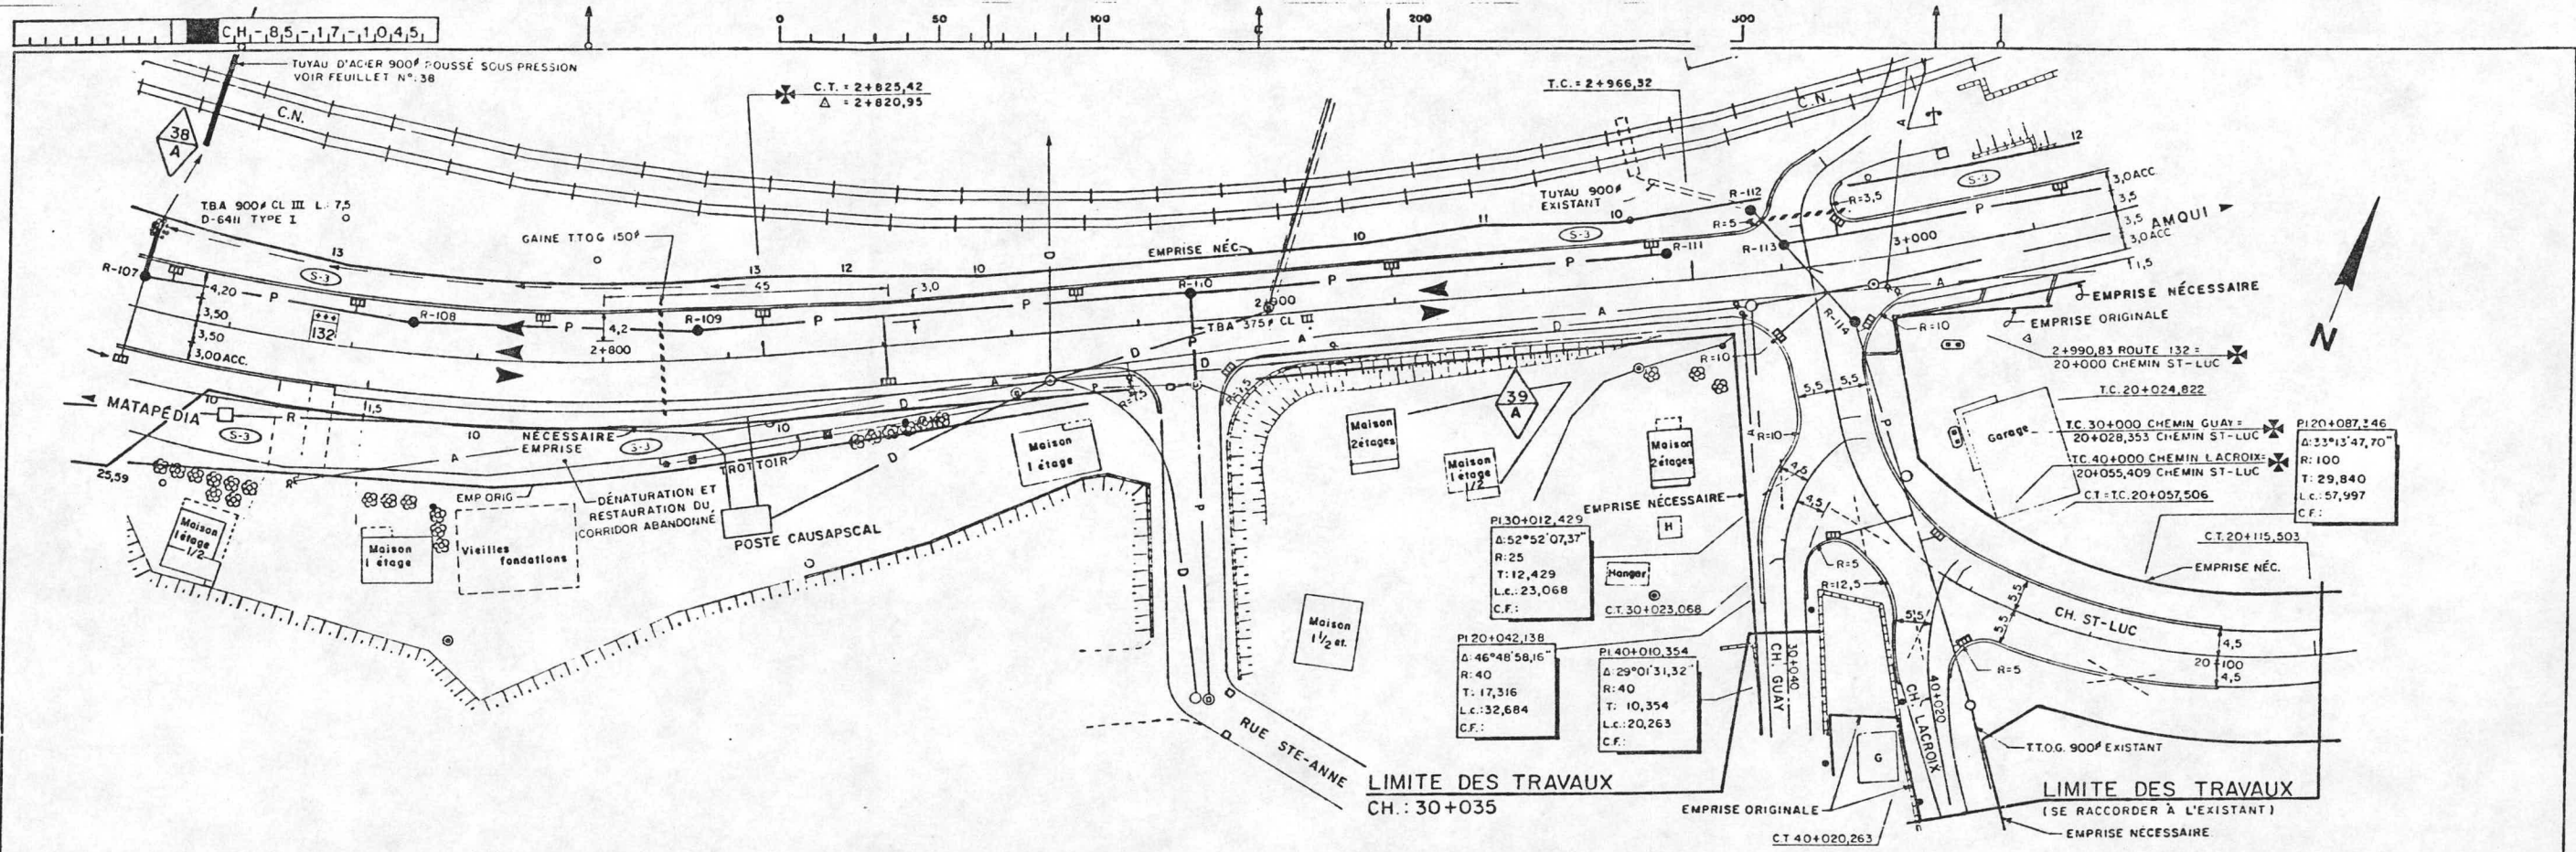 CH-85-17-1045
0 50 100 200 300
TUYAU D'ACIER 900ø POUSSÉ SOUS PRESSION
VOIR FEUILLET N°. 38
C.N.
38
A
C.T. = 2+825,42
Δ = 2+820,95
T.C. = 2+966,32
C.N.
TUYAU 900ø
EXISTANT
T.B.A 900ø CL III L: 7,5
D-6411 TYPE I
GAINE T.T.O.G 150ø
EMPRISE NÉC.
R-107
13
S-3
13
12
10
10
11
10
S-3
45
3,0
R-108
R-109
R-110
R-111
R-112
R-113
R-114
R=5
R=3,5
12
S-3
3,0ACC.
3,5
3,5
3,0ACC
11,5
AMQUI
3+000
4,20
3,50
3,50
3,00ACC.
132
4,2
2+800
2+900
T.B.A 375ø CL III
P
D
A
N
EMPRISE NÉCESSAIRE
EMPRISE ORIGINALE
R=10
2+990,83 ROUTE 132 =
20+000 CHEMIN ST-LUC
T.C. 20+024,822
T.C. 30+000 CHEMIN GUAY=
20+028,353 CHEMIN ST-LUC
T.C. 40+000 CHEMIN LACROIX=
20+055,409 CHEMIN ST-LUC
C.T = T.C. 20+057,506
PI 20+087,346
Δ: 33°13'47,70"
R: 100
T: 29,840
L.c.: 57,997
C.F.:
C.T. 20+115,503
EMPRISE NÉC.
Garage
MATAPÉDIA
10
R
11,5
S-3
10
NÉCESSAIRE
EMPRISE
S-3
10
TROTTOIR
25,59
EMP ORIG
DÉNATURATION ET
RESTAURATION DU
CORRIDOR ABANDONNÉ
POSTE CAUSAPSCAL
Maison
1 étage
1/2
Maison
1 étage
Vieilles
fondations
Maison
1 étage
39
A
Maison
2étages
Maison
1 étage
1/2
Maison
2étages
Maison
1 1/2 et.
R=10
R=10
5,5
5,5
4,5
4,5
EMPRISE NÉCESSAIRE
H
Hangar
PI 30+012,429
Δ: 52°52'07,37"
R: 25
T: 12,429
L.c.: 23,068
C.F.:
C.T. 30+023,068
PI 20+042,138
Δ: 46°48'58,16"
R: 40
T: 17,316
L.c.: 32,684
C.F.:
PI 40+010,354
Δ: 29°01'31,32"
R: 40
T: 10,354
L.c.: 20,263
C.F.:
R=5
R=12,5
5,5
5,5
5,5
R=5
CH. ST-LUC
4,5
20+100
4,5
CH. GUAY
30+040
CH. LACROIX
40+020
G
RUE STE-ANNE
LIMITE DES TRAVAUX
CH.: 30+035
EMPRISE ORIGINALE
C.T 40+020,263
T.T.O.G. 900ø EXISTANT
LIMITE DES TRAVAUX
(SE RACCORDER À L'EXISTANT)
EMPRISE NÉCESSAIRE